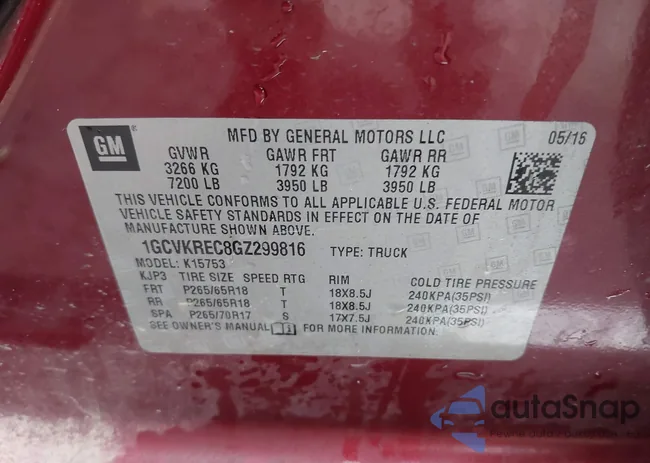 GM
MFD BY GENERAL MOTORS LLC 05/16
GVWR GAWR FRT GAWR RR
3266 KG 1792 KG 1792 KG
7200 LB 3950 LB 3950 LB
THIS VEHICLE CONFORMS TO ALL APPLICABLE U.S. FEDERAL MOTOR
VEHICLE SAFETY STANDARDS IN EFFECT ON THE DATE OF
MANUFACTURE SHOWN ABOVE.
1GCVKREC8GZ299816 TYPE: TRUCK
MODEL: K15753
KJP3 TIRE SIZE SPEED RTG RIM COLD TIRE PRESSURE
FRT P265/65R18 T 18X8.5J 240KPA(35PSI)
RR P265/65R18 T 18X8.5J 240KPA(35PSI)
SPA P265/70R17 S 17X7.5J 240KPA(35PSI)
SEE OWNER'S MANUAL FOR MORE INFORMATION.
autoSnap